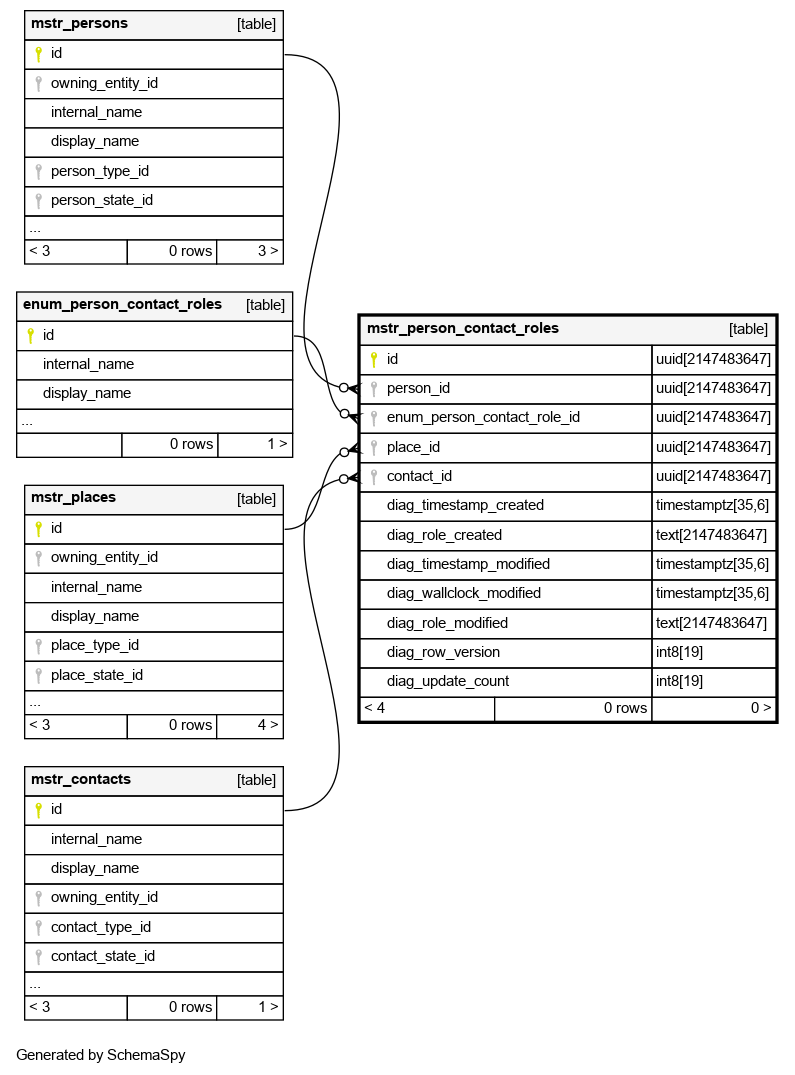 mstr_persons [table]
id
owning_entity_id
internal_name
display_name
person_type_id
person_state_id
...
< 3 0 rows 3 >
enum_person_contact_roles [table]
id
internal_name
display_name
...
0 rows 1 >
mstr_places [table]
id
owning_entity_id
internal_name
display_name
place_type_id
place_state_id
...
< 3 0 rows 4 >
mstr_contacts [table]
id
internal_name
display_name
owning_entity_id
contact_type_id
contact_state_id
...
< 3 0 rows 1 >
mstr_person_contact_roles [table]
id uuid[2147483647]
person_id uuid[2147483647]
enum_person_contact_role_id uuid[2147483647]
place_id uuid[2147483647]
contact_id uuid[2147483647]
diag_timestamp_created timestamptz[35,6]
diag_role_created text[2147483647]
diag_timestamp_modified timestamptz[35,6]
diag_wallclock_modified timestamptz[35,6]
diag_role_modified text[2147483647]
diag_row_version int8[19]
diag_update_count int8[19]
< 4 0 rows 0 >
Generated by SchemaSpy